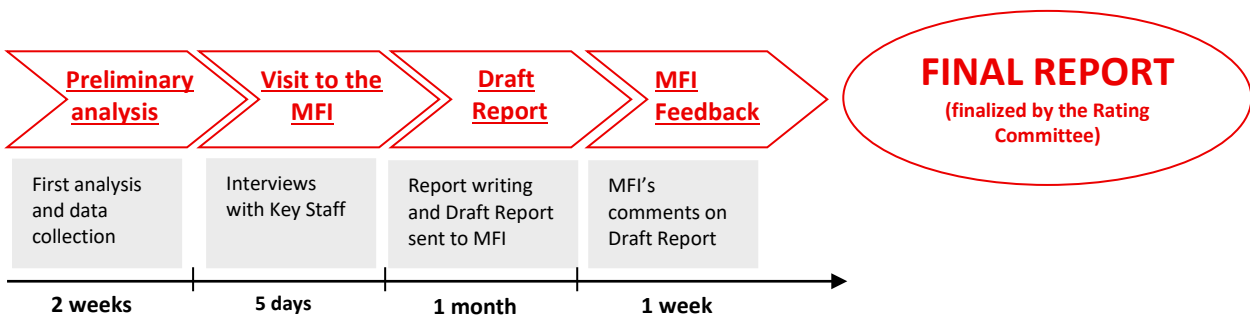 Preliminary
analysis
Visit to the
MFI
Draft
Report
MFI
Feedback
FINAL REPORT
(finalized by the Rating
Committee)
First analysis
and data
collection
Interviews
with Key Staff
Report writing
and Draft Report
sent to MFI
MFI’s
comments on
Draft Report
2 weeks
5 days
1 month
1 week